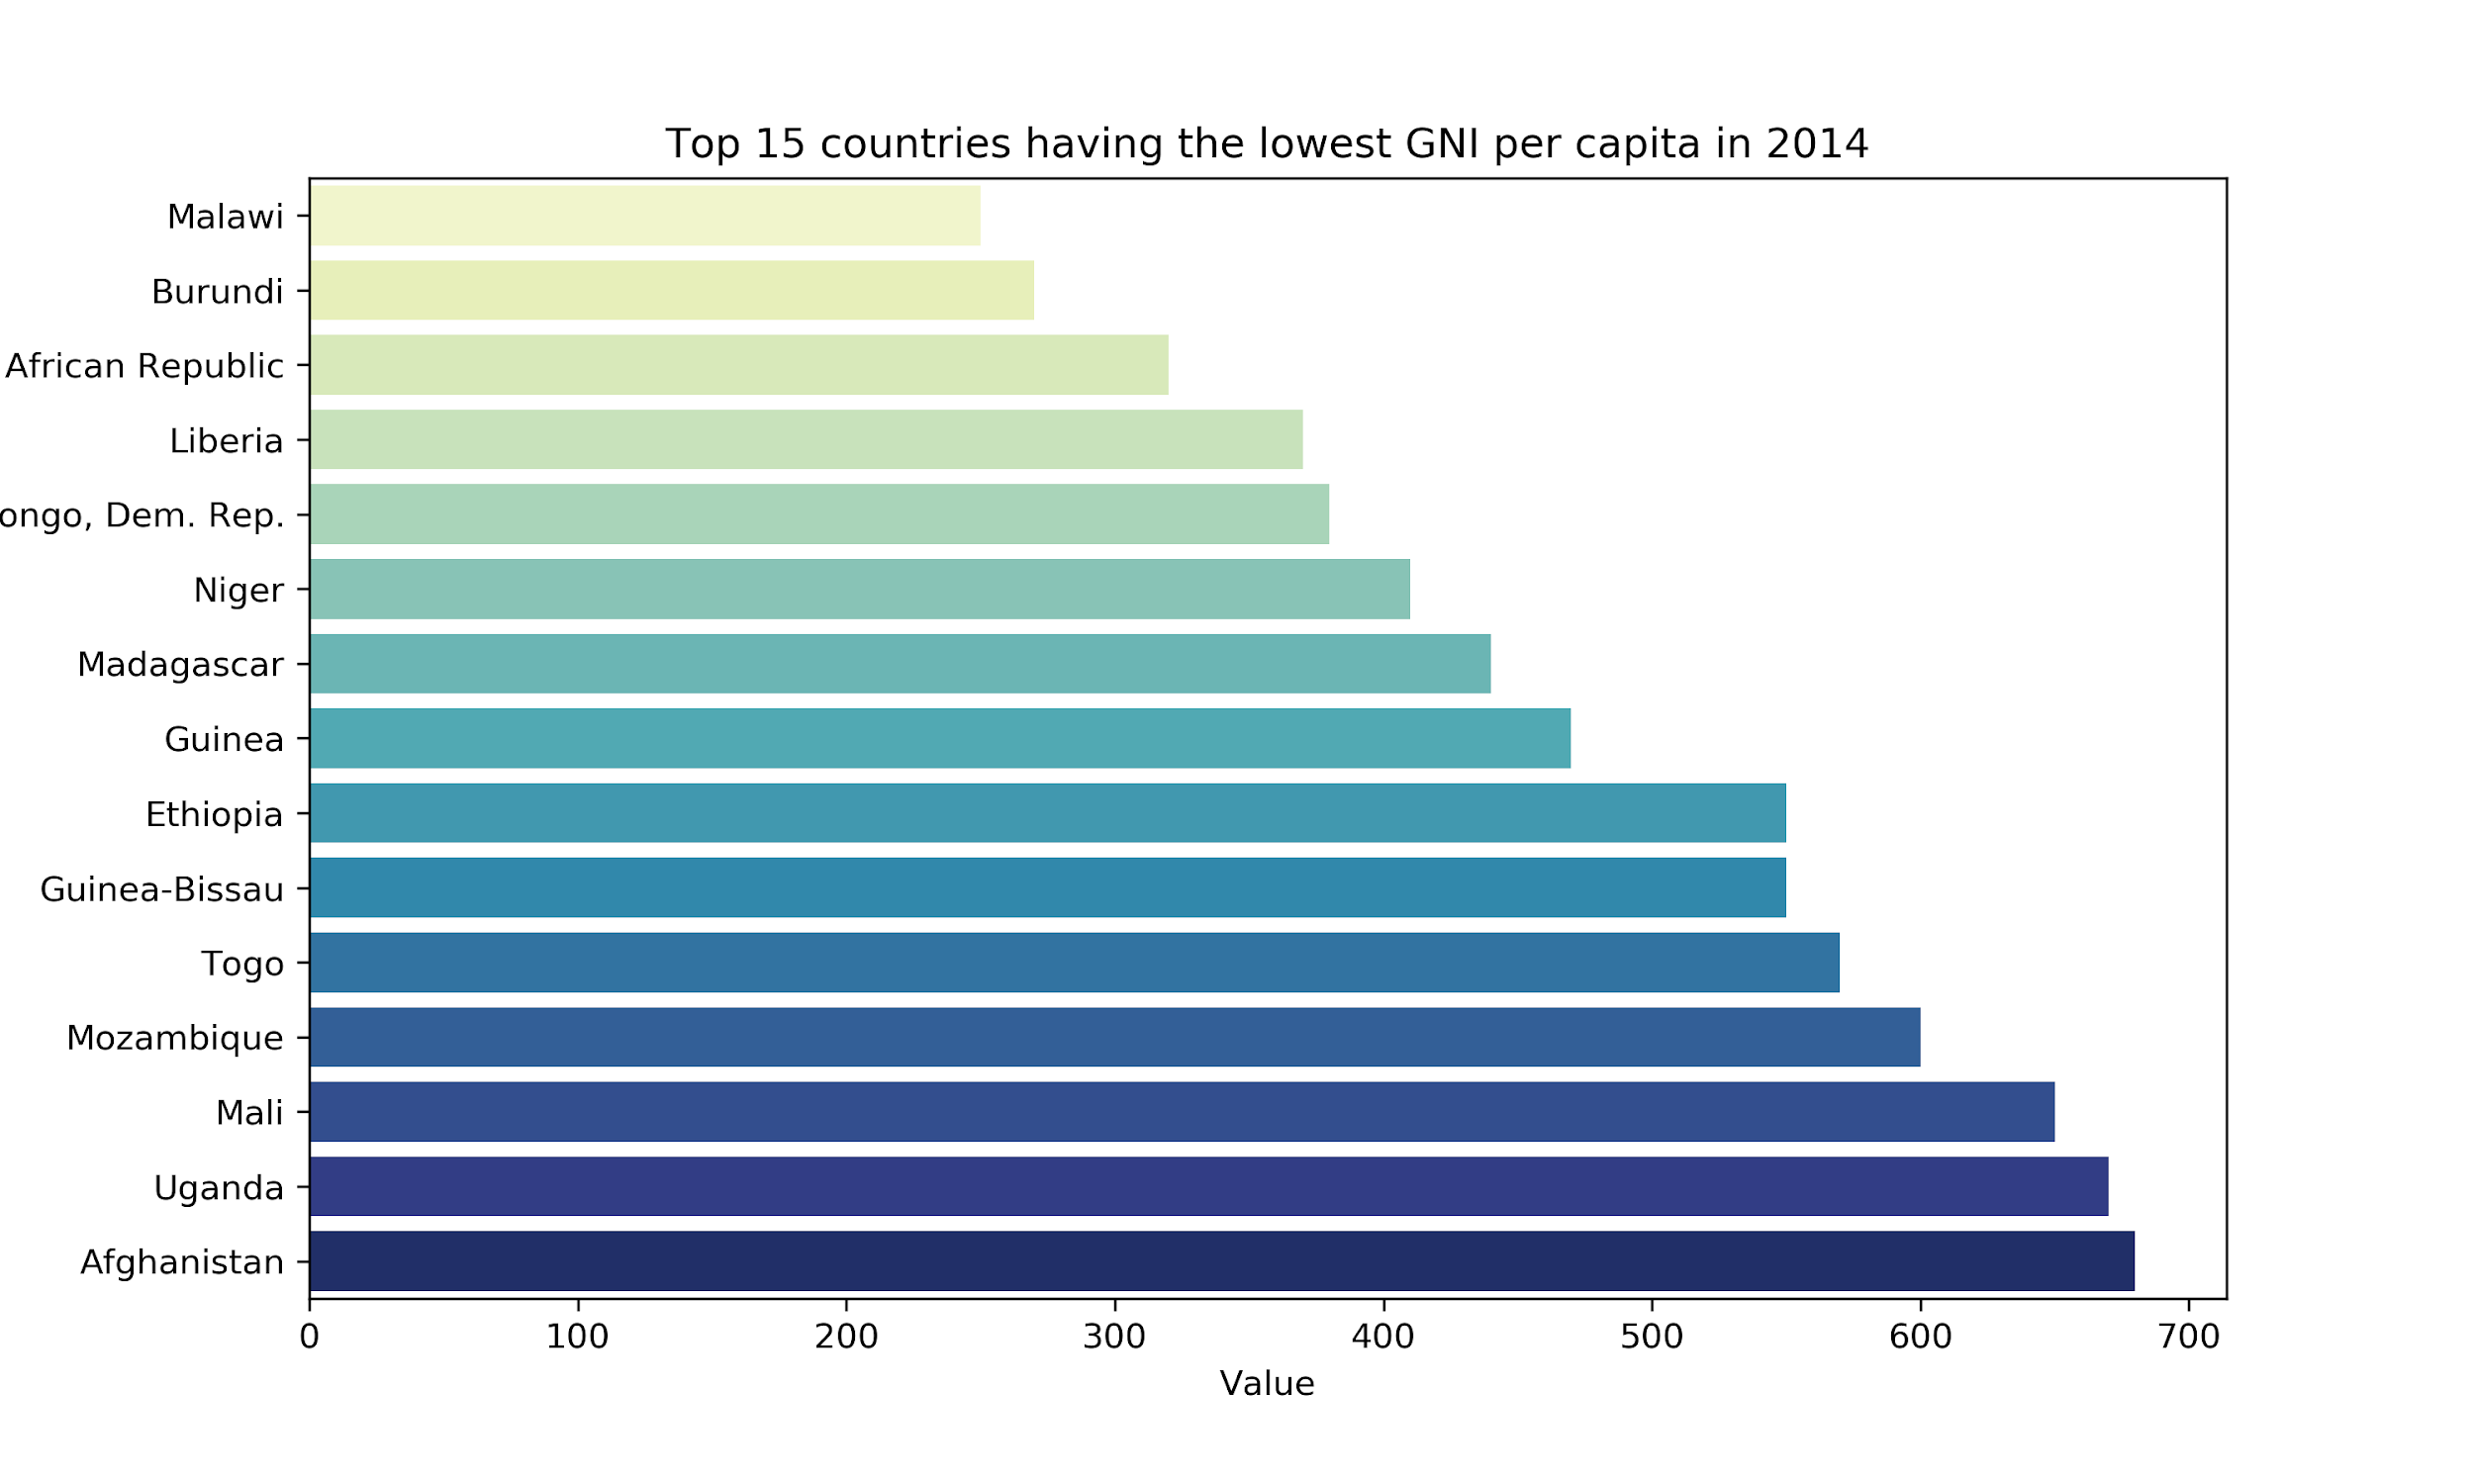 Top 15 countries having the lowest GNI per capita in 2014
Malawi
Burundi
African Republic
Liberia
ongo, Dem. Rep.
Niger
Madagascar
Guinea
Ethiopia
Guinea-Bissau
Togo
Mozambique
Mali
Uganda
Afghanistan
0 100 200 300 400 500 600 700
Value